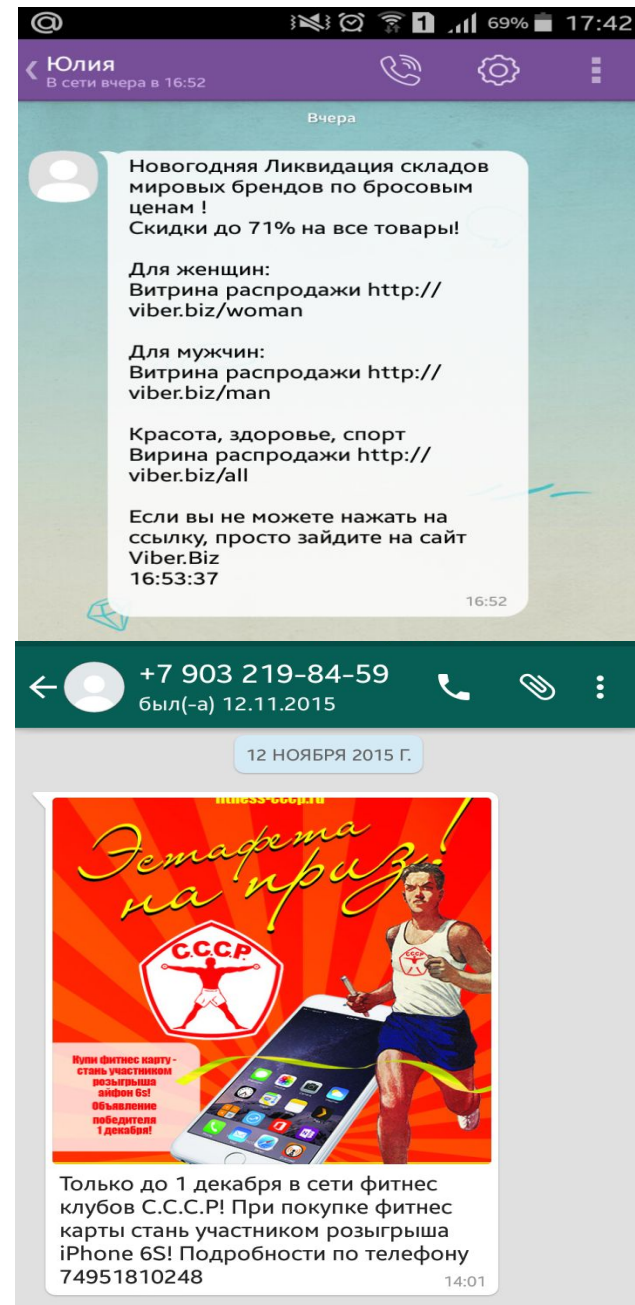 1 69% 17:42
Юлия
В сети вчера в 16:52
Вчера
Новогодняя Ликвидация складов
мировых брендов по бросовым
ценам !
Скидки до 71% на все товары!
Для женщин:
Витрина распродажи http://
viber.biz/woman
Для мужчин:
Витрина распродажи http://
viber.biz/man
Красота, здоровье, спорт
Вирина распродажи http://
viber.biz/all
Если вы не можете нажать на
ссылку, просто зайдите на сайт
Viber.Biz
16:53:37
16:52
+7 903 219-84-59
был(-а) 12.11.2015
12 НОЯБРЯ 2015 Г.
fitness-cccp.ru
Эстафета
на приз!
С.С.С.Р.
Купи фитнес карту -
стань участником
розыгрыша
айфон 6s!
Объявление
победителя
1 декабря!
Только до 1 декабря в сети фитнес
клубов С.С.С.Р! При покупке фитнес
карты стань участником розыгрыша
iPhone 6S! Подробности по телефону
74951810248
14:01